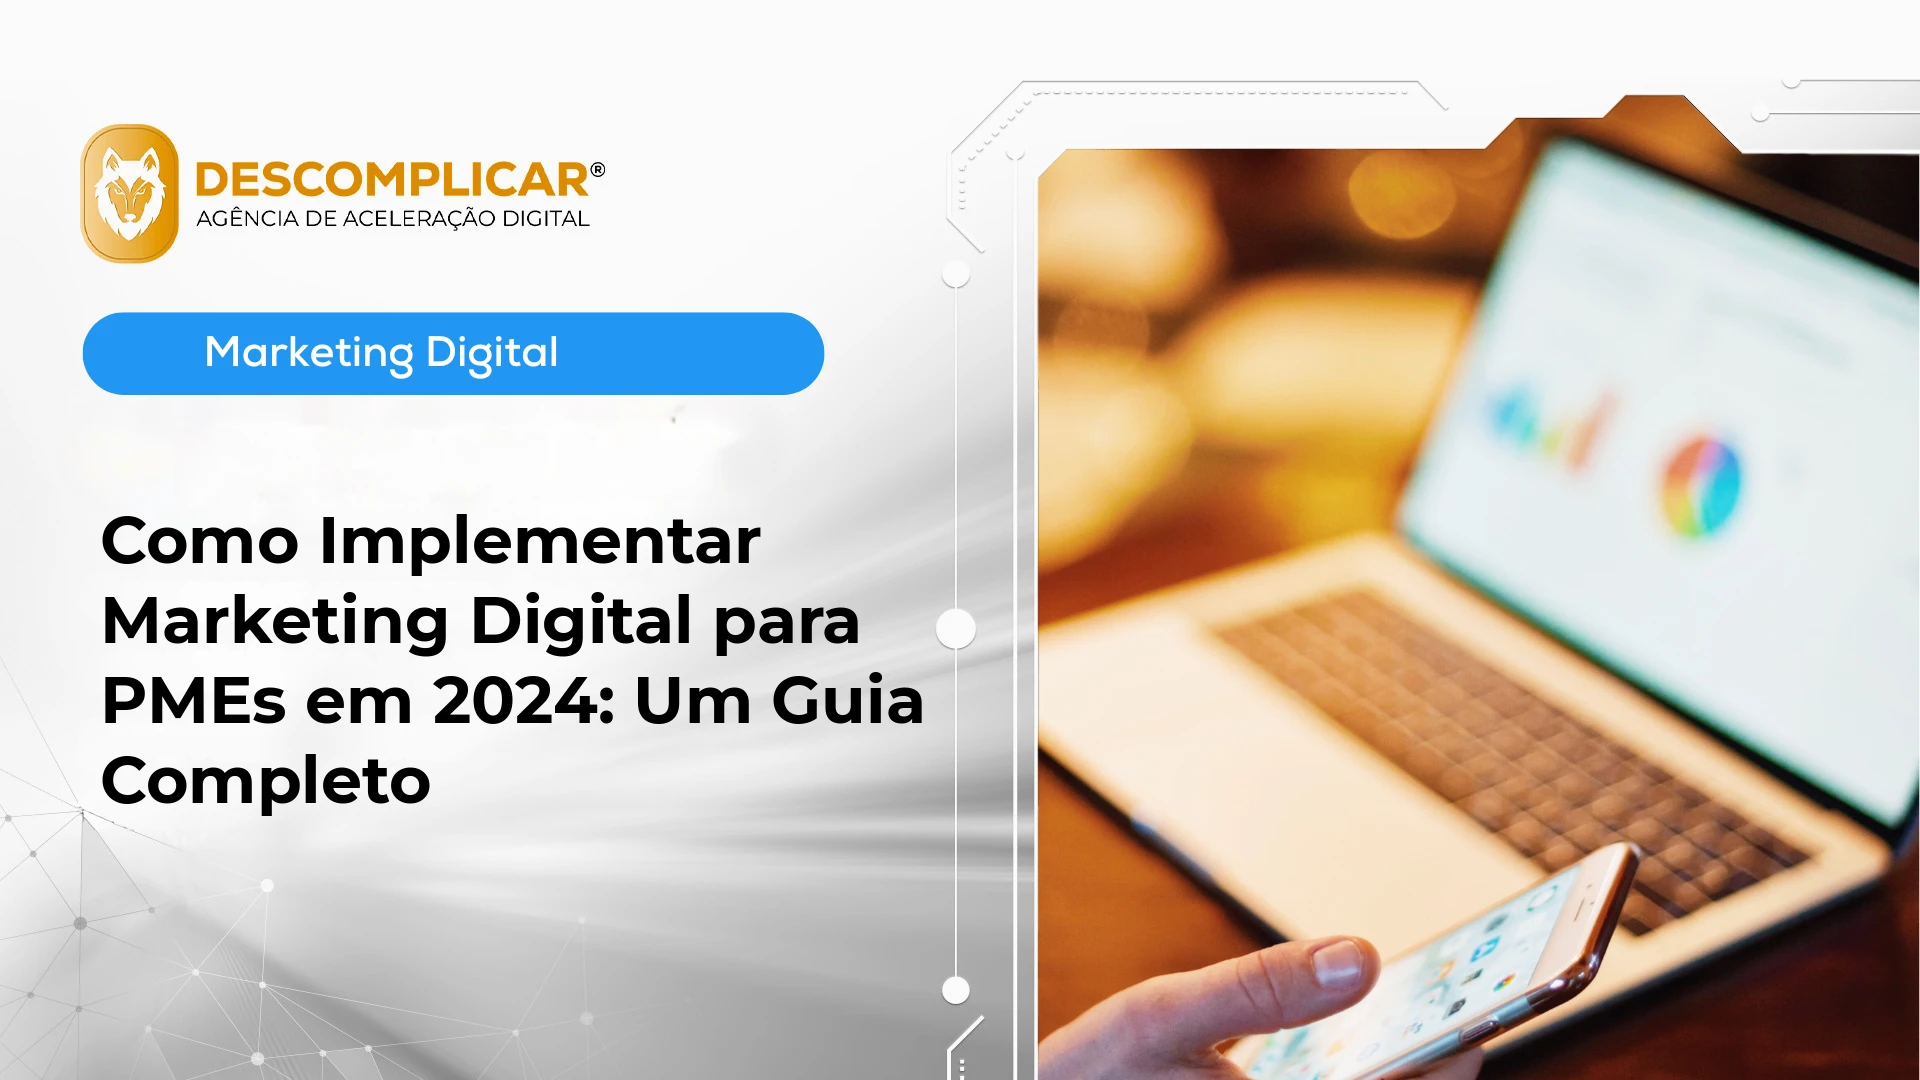 DESCOMPLICAR®
AGÊNCIA DE ACELERAÇÃO DIGITAL
Marketing Digital
Como Implementar
Marketing Digital para
PMEs em 2024: Um Guia
Completo